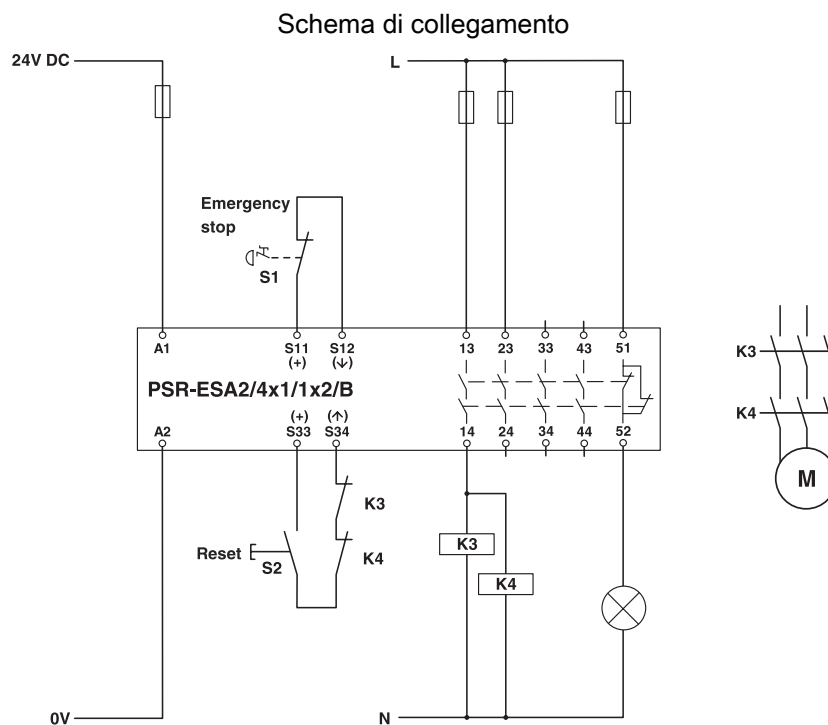 Schema di collegamento
24V DC
L
Emergency
stop
S1
A1
S11
(+)
S12
(↓)
13
23
33
43
51
PSR-ESA2/4x1/1x2/B
A2
(+)
S33
(↑)
S34
14
24
34
44
52
K3
K4
M
Reset
S2
K3
K4
K3
K4
0V
N